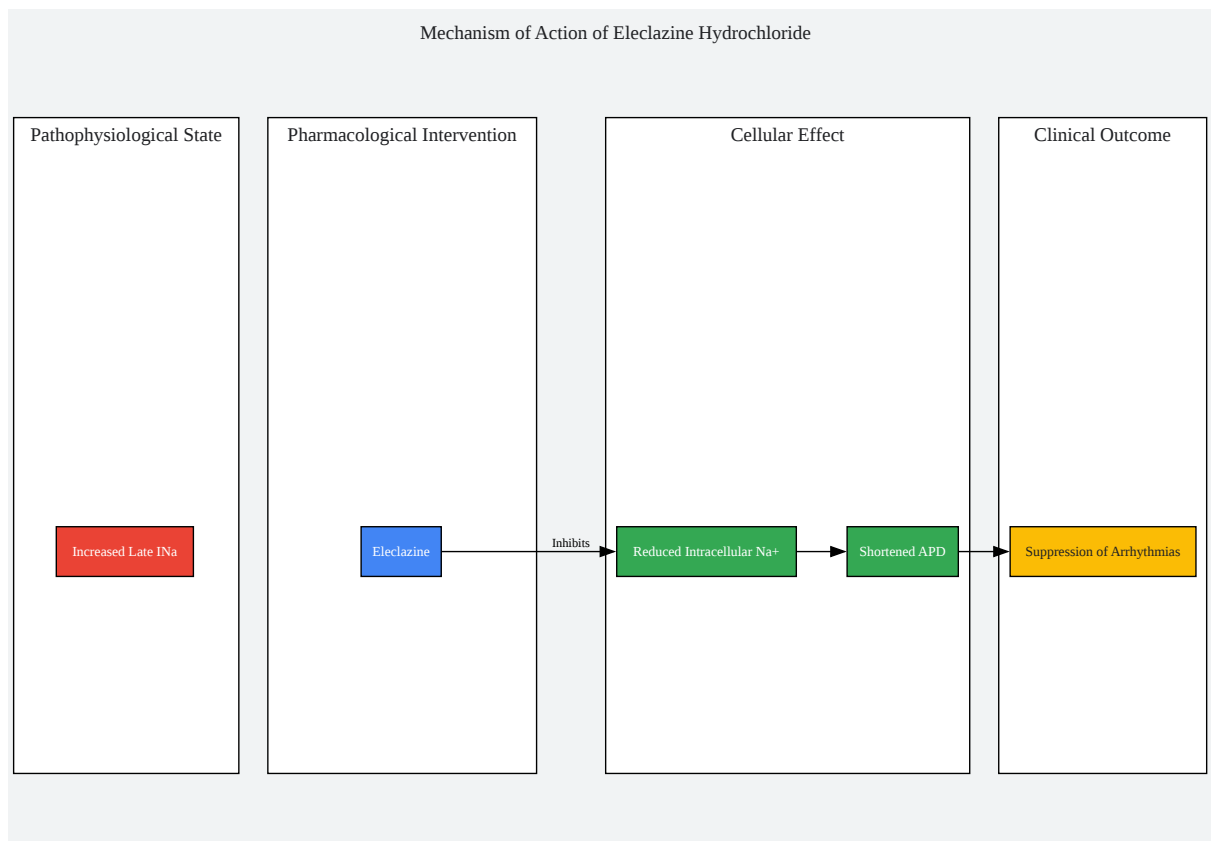 Mechanism of Action of Eleclazine Hydrochloride
Pathophysiological State
Pharmacological Intervention
Cellular Effect
Clinical Outcome
Increased Late INa
Eleclazine
Inhibits
Reduced Intracellular Na+
Shortened APD
Suppression of Arrhythmias